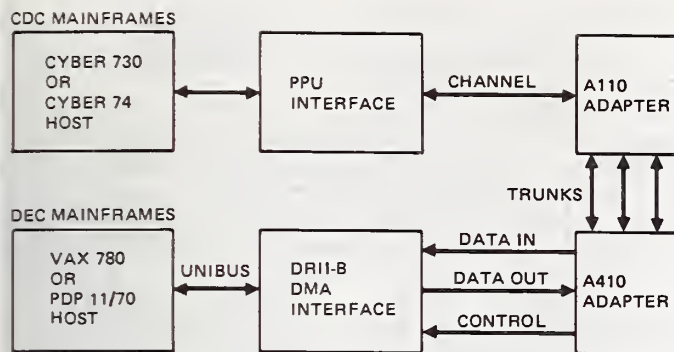 CDC MAINFRAMES
CYBER 730
OR
CYBER 74
HOST
PPU
INTERFACE
CHANNEL
A110
ADAPTER
TRUNKS
DEC MAINFRAMES
VAX 780
OR
PDP 11/70
HOST
UNIBUS
DRI1-B
DMA
INTERFACE
DATA IN
DATA OUT
CONTROL
A410
ADAPTER